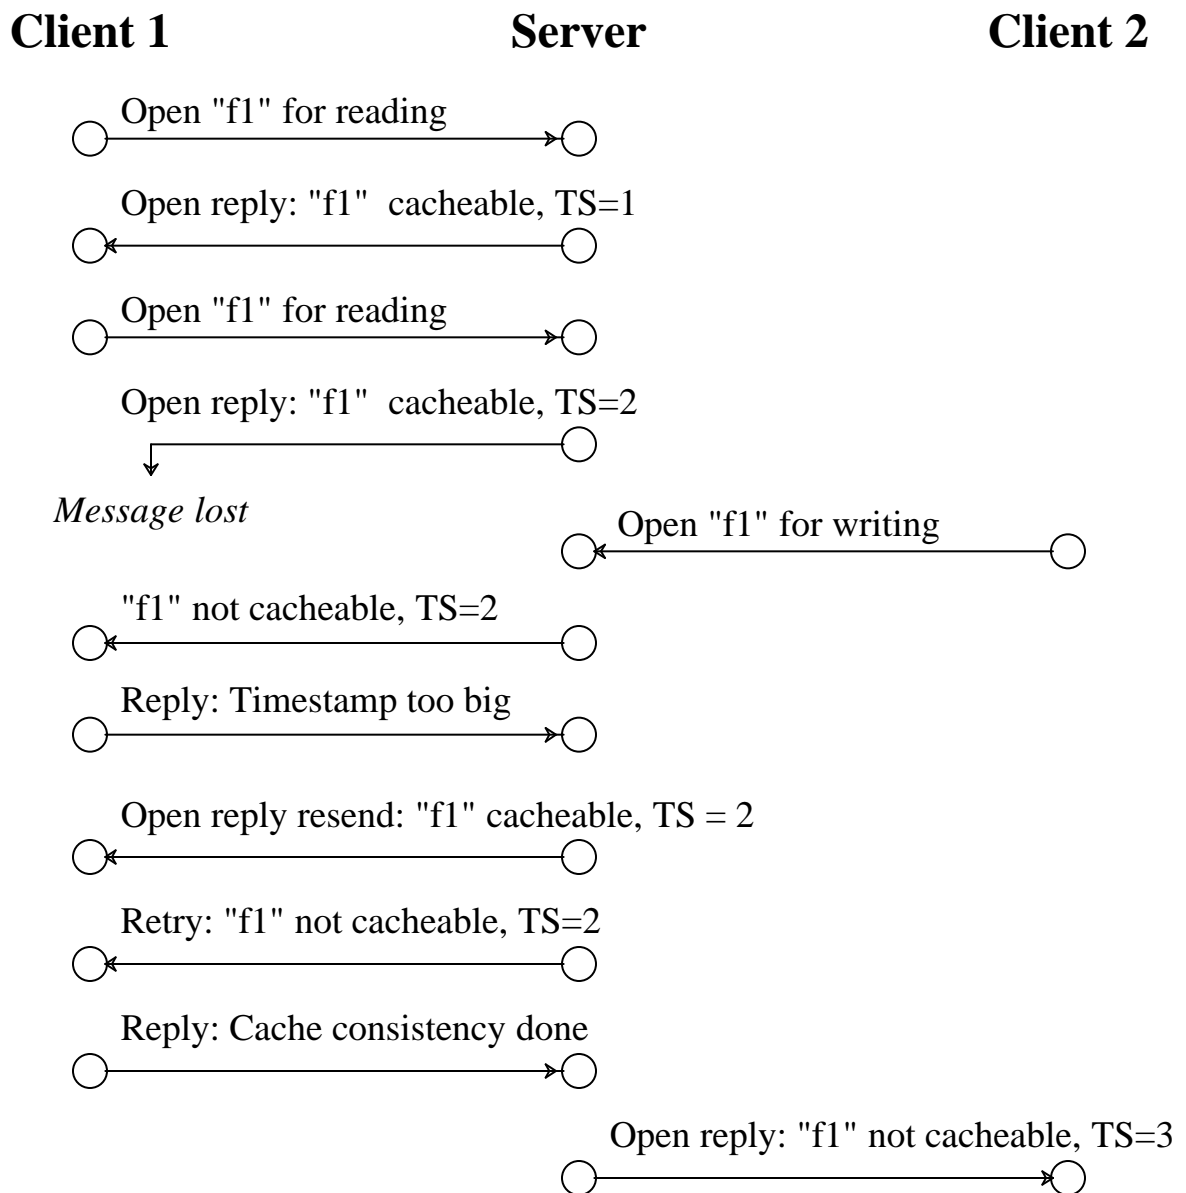 Client 1 Server Client 2
Open "f1" for reading
Open reply: "f1" cacheable, TS=1
Open "f1" for reading
Open reply: "f1" cacheable, TS=2
Message lost
Open "f1" for writing
"f1" not cacheable, TS=2
Reply: Timestamp too big
Open reply resend: "f1" cacheable, TS = 2
Retry: "f1" not cacheable, TS=2
Reply: Cache consistency done
Open reply: "f1" not cacheable, TS=3